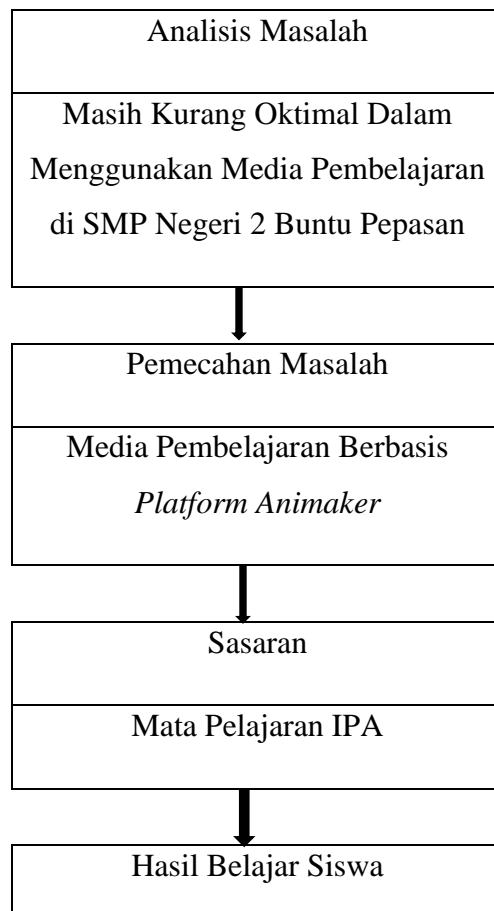 Analisis Masalah
Masih Kurang Oktimal Dalam
Menggunakan Media Pembelajaran
di SMP Negeri 2 Buntu Pepasan
Pemecahan Masalah
Media Pembelajaran Berbasis
Platform Animaker
Sasaran
Mata Pelajaran IPA
Hasil Belajar Siswa